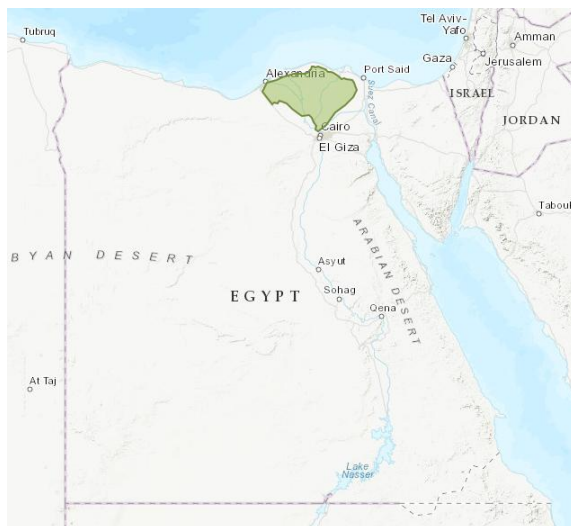 Tubruq
Tel Aviv-
Yafo
Amman
Alexandria
Port Said
Gaza
Jerusalem
Suez Canal
ISRAEL
JORDAN
Cairo
El Giza
Tabouk
BYAN DESERT
ARABIAN DESERT
Asyut
EGYPT
Sohag
Qena
At Taj
Lake
Nasser